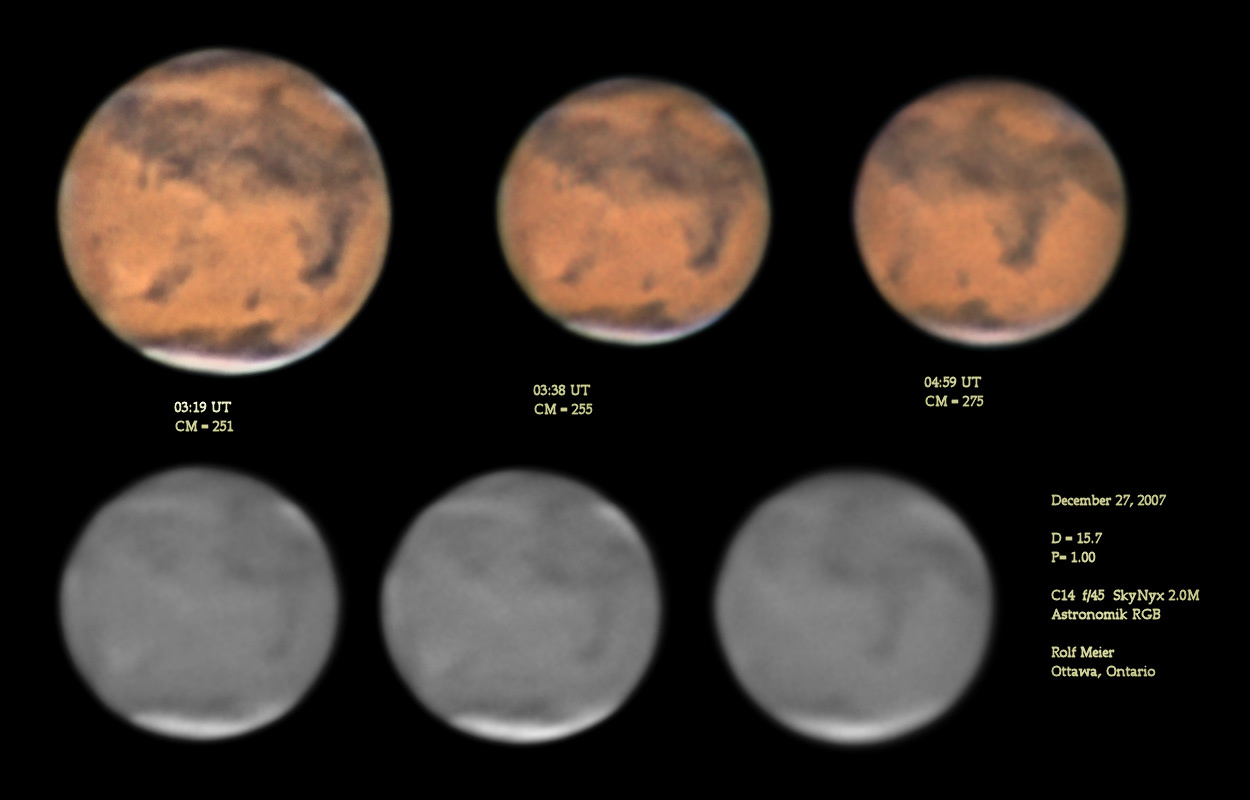 03:19 UT
CM = 251
03:38 UT
CM = 255
04:59 UT
CM = 275
December 27, 2007
D = 15.7
P= 1.00
C14 f/45 SkyNyx 2.0M
Astronomik RGB
Rolf Meier
Ottawa, Ontario